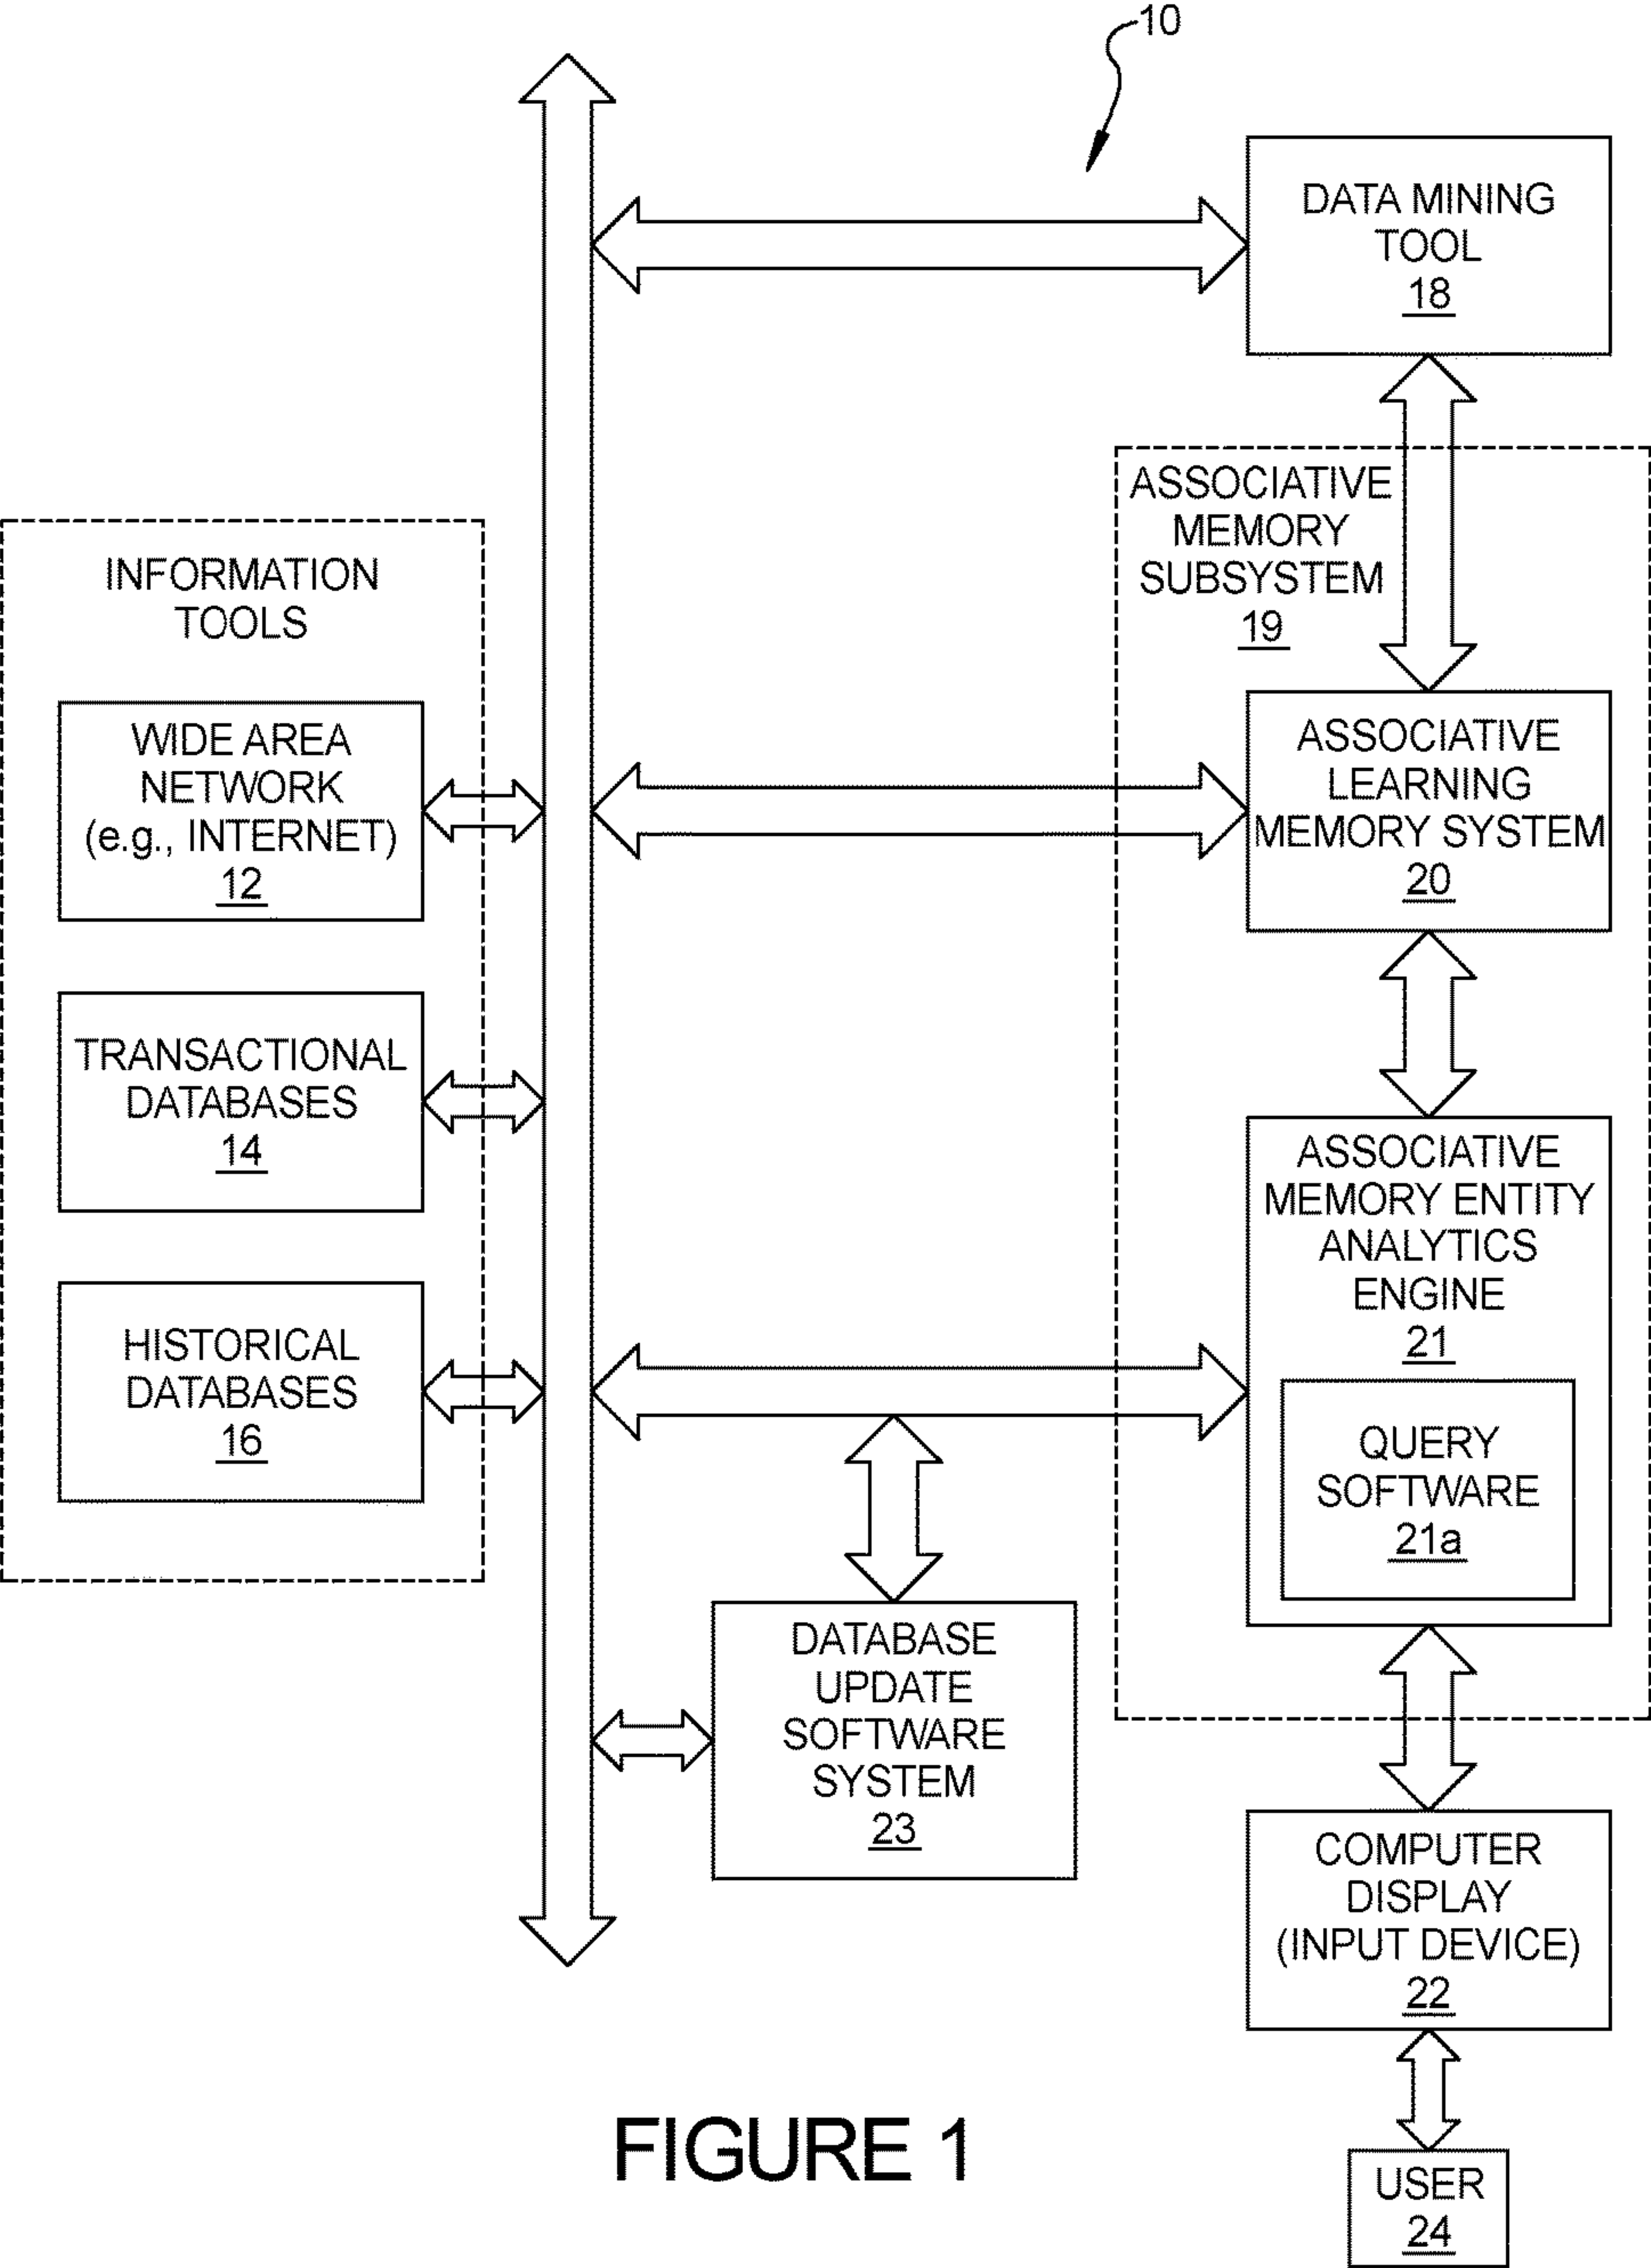 10
DATA MINING
TOOL
18
ASSOCIATIVE
MEMORY
SUBSYSTEM
19
INFORMATION
TOOLS
WIDE AREA
NETWORK
(e.g., INTERNET)
12
ASSOCIATIVE
LEARNING
MEMORY SYSTEM
20
TRANSACTIONAL
DATABASES
14
ASSOCIATIVE
MEMORY ENTITY
ANALYTICS
ENGINE
21
HISTORICAL
DATABASES
16
QUERY
SOFTWARE
21a
DATABASE
UPDATE
SOFTWARE
SYSTEM
23
COMPUTER
DISPLAY
(INPUT DEVICE)
22
USER
24
FIGURE 1